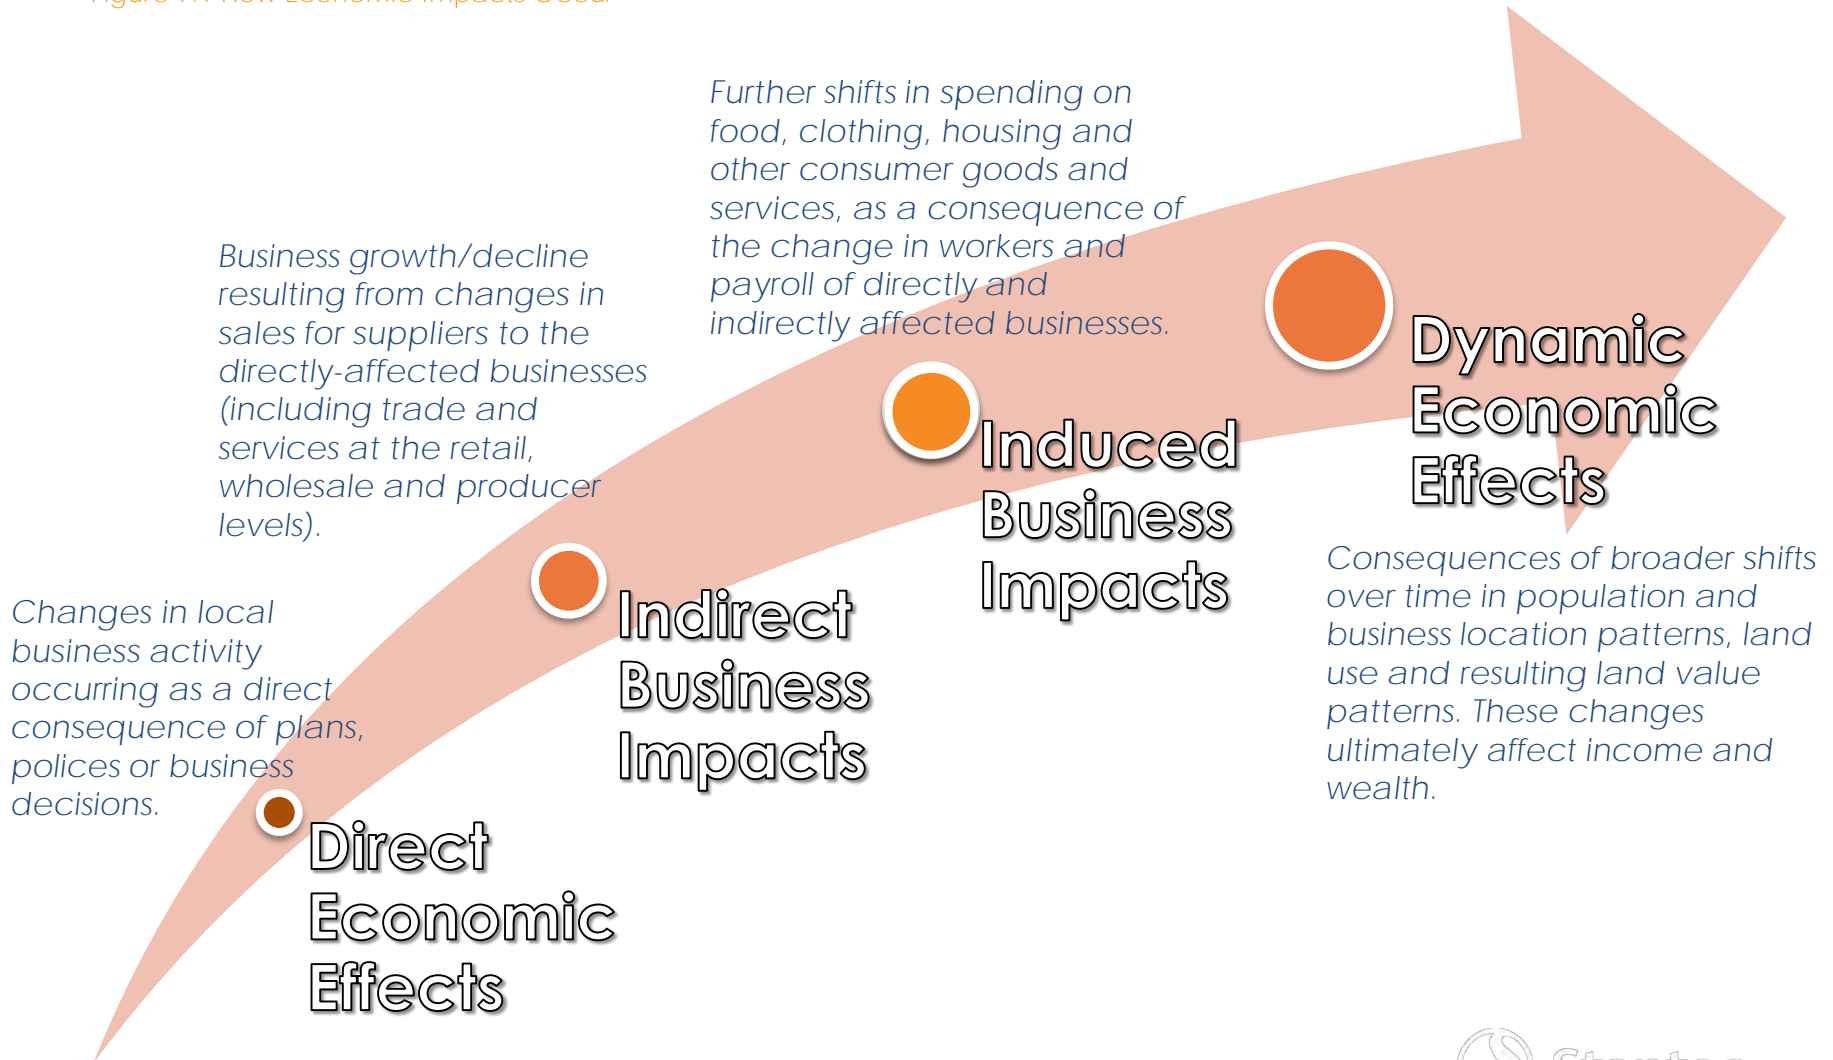 How Economic Impacts Occur
Further shifts in spending on
food, clothing, housing and
other consumer goods and
services, as a consequence of
the change in workers and
payroll of directly and
indirectly affected businesses.
Business growth/decline
resulting from changes in
sales for suppliers to the
directly-affected businesses
(including trade and
services at the retail,
wholesale and producer
levels).
Dynamic
Economic
Effects
Induced
Business
Impacts
Consequences of broader shifts
over time in population and
business location patterns, land
use and resulting land value
patterns. These changes
ultimately affect income and
wealth.
Indirect
Business
Impacts
Changes in local
business activity
occurring as a direct
consequence of plans,
polices or business
decisions.
Direct
Economic
Effects